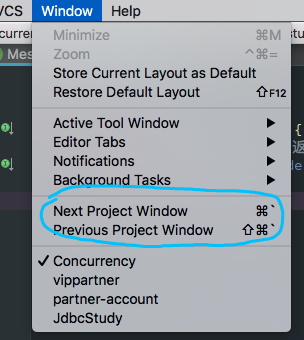 VCS Window Help
Minimize ⌘M
Zoom ^⌘=
Store Current Layout as Default
Restore Default Layout ⇧F12
Active Tool Window ▶
Editor Tabs ▶
Notifications ▶
Background Tasks ▶
Next Project Window ⌘`
Previous Project Window ⇧⌘`
✓ Concurrency
vippartner
partner-account
JdbcStudy